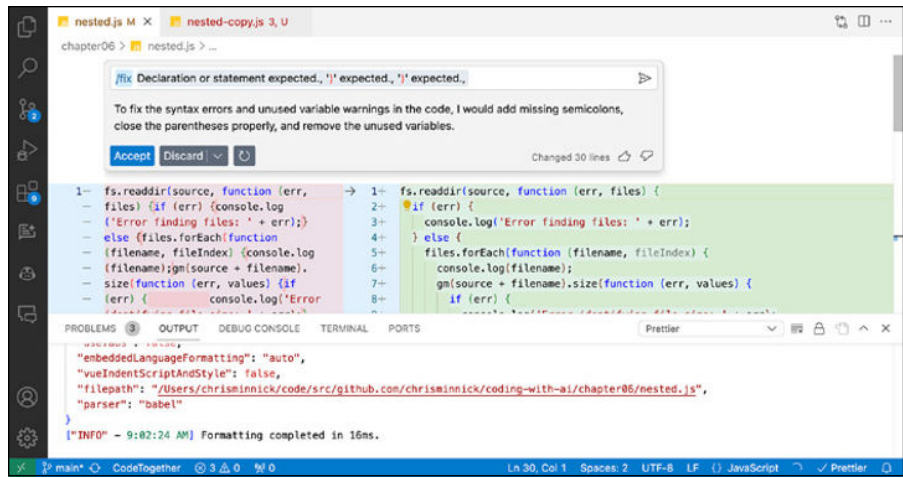 nested.js M ×
nested-copy.js 3, U
chapter06 > nested.js > ...
/fix Declaration or statement expected., ')' expected., ')' expected.,
To fix the syntax errors and unused variable warnings in the code, I would add missing semicolons,
close the parentheses properly, and remove the unused variables.
Accept Discard
Changed 30 lines
1− fs.readdir(source, function (err,
− files) {if (err) {console.log
− ('Error finding files: ' + err);}
− else {files.forEach(function
− (filename, fileIndex) {console.log
− (filename);gm(source + filename).
− size(function (err, values) {if
− (err) { console.log('Error
→ 1+ fs.readdir(source, function (err, files) {
2+ if (err) {
3+ console.log('Error finding files: ' + err);
4+ } else {
5+ files.forEach(function (filename, fileIndex) {
6+ console.log(filename);
7+ gm(source + filename).size(function (err, values) {
8+ if (err) {
PROBLEMS 3 OUTPUT DEBUG CONSOLE TERMINAL PORTS
Prettier
"embeddedLanguageFormatting": "auto",
"vueIndentScriptAndStyle": false,
"filepath": "/Users/chrisminnick/code/src/github.com/chrisminnick/coding-with-ai/chapter06/nested.js",
"parser": "babel"
}
["INFO" - 9:02:24 AM] Formatting completed in 16ms.
main* CodeTogether 3 0 0
Ln 30, Col 1 Spaces: 2 UTF-8 LF {} JavaScript Prettier